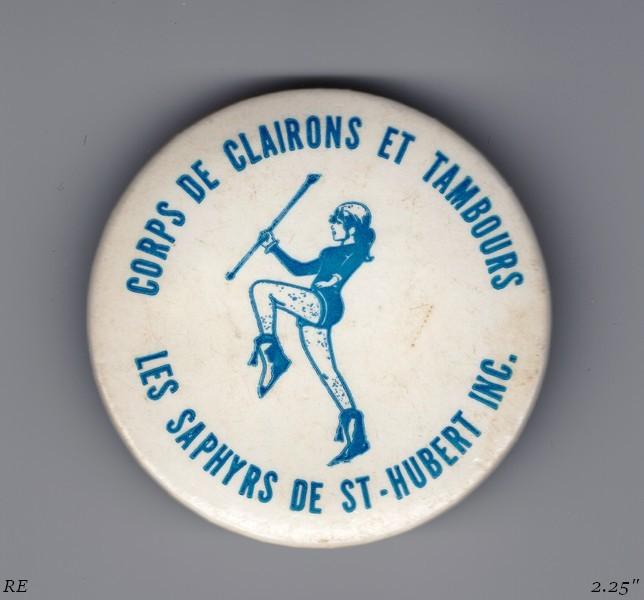 CORPS DE CLAIRONS ET TAMBOURS
LES SAPHYRS DE ST-HUBERT INC.
RE
2.25"